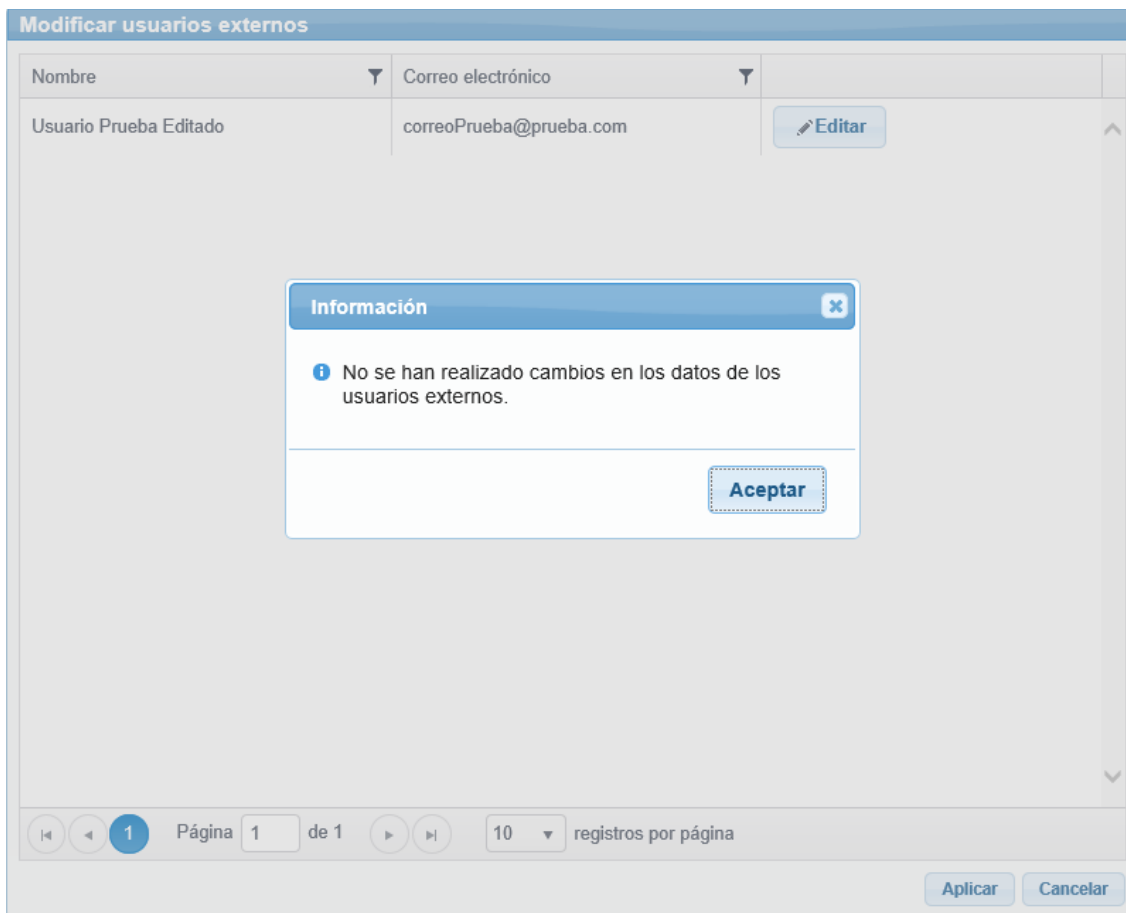 Modificar usuarios externos
Nombre
Correo electrónico
Usuario Prueba Editado
correoPrueba@prueba.com
Editar
Información
No se han realizado cambios en los datos de los
usuarios externos.
Aceptar
1 Página 1 de 1 10 registros por página
Aplicar
Cancelar